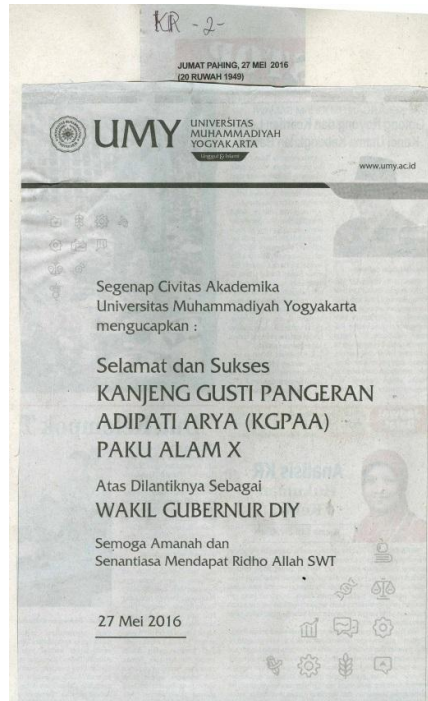 KR -2-
JUMAT PAHING, 27 MEI 2016
(20 RUWAH 1949)
UMY
UNIVERSITAS
MUHAMMADIYAH
YOGYAKARTA
Unggul & Islami
www.umy.ac.id
Segenap Civitas Akademika
Universitas Muhammadiyah Yogyakarta
mengucapkan :
Selamat dan Sukses
KANJENG GUSTI PANGERAN
ADIPATI ARYA (KGPAA)
PAKU ALAM X
Atas Dilantiknya Sebagai
WAKIL GUBERNUR DIY
Semoga Amanah dan
Senantiasa Mendapat Ridho Allah SWT
27 Mei 2016